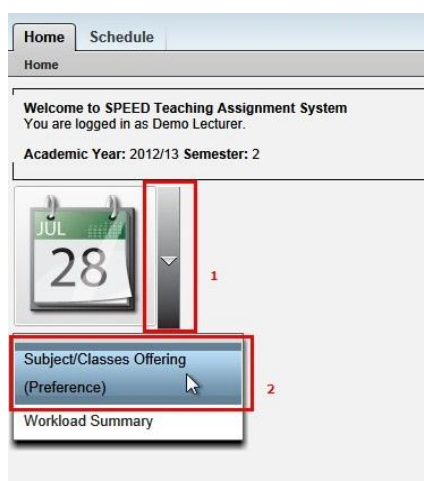 Home Schedule
Home
Welcome to SPEED Teaching Assignment System
You are logged in as Demo Lecturer.
Academic Year: 2012/13 Semester: 2
JUL
28
1
Subject/Classes Offering
(Preference)
2
Workload Summary